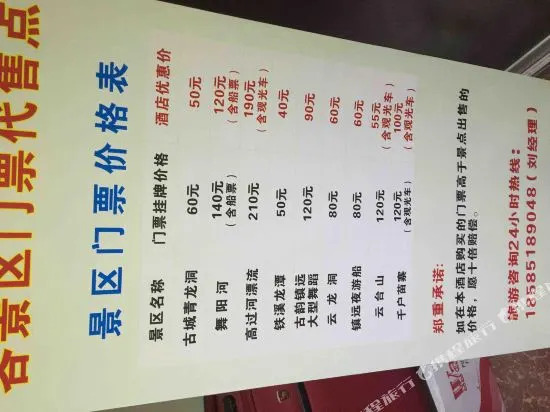 各景区门票代售点
景区门票价格表
景区名称 门票挂牌价格 酒店优惠价
古城青龙洞 60元 50元
舞阳河 140元 120元
(含船票) (含船票)
高过河漂流 210元 190元
(含观光车)
铁溪龙潭 50元 40元
古韵镇远 120元 90元
大型舞蹈
云龙洞 80元 60元
镇远夜游船 80元 60元
云台山 120元 55元
(含观光车)
千户苗寨 120元 100元
(含观光车) (含观光车)
郑重承诺:
如在本酒店购买的门票高于景点出售的
价格，愿十倍赔偿。
旅游咨询24小时热线:
18585189048(刘经理)
携程旅行